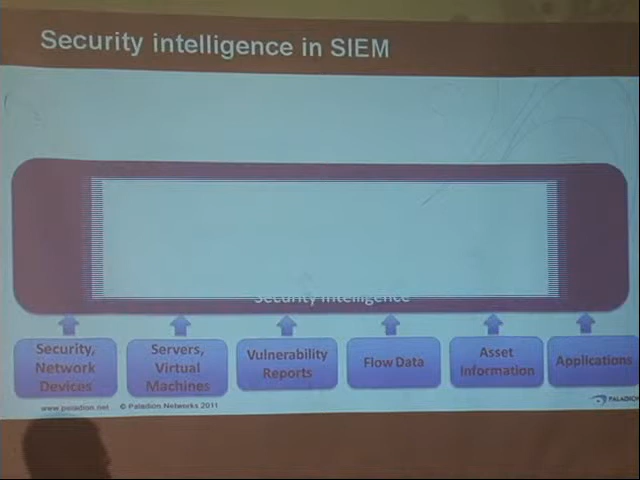 Security intelligence in SIEM
Security Intelligence
Security,
Network
Devices
Servers,
Virtual
Machines
Vulnerability
Reports
Flow Data
Asset
Information
Applications
www.paladion.net © Paladion Networks 2011
PALADION